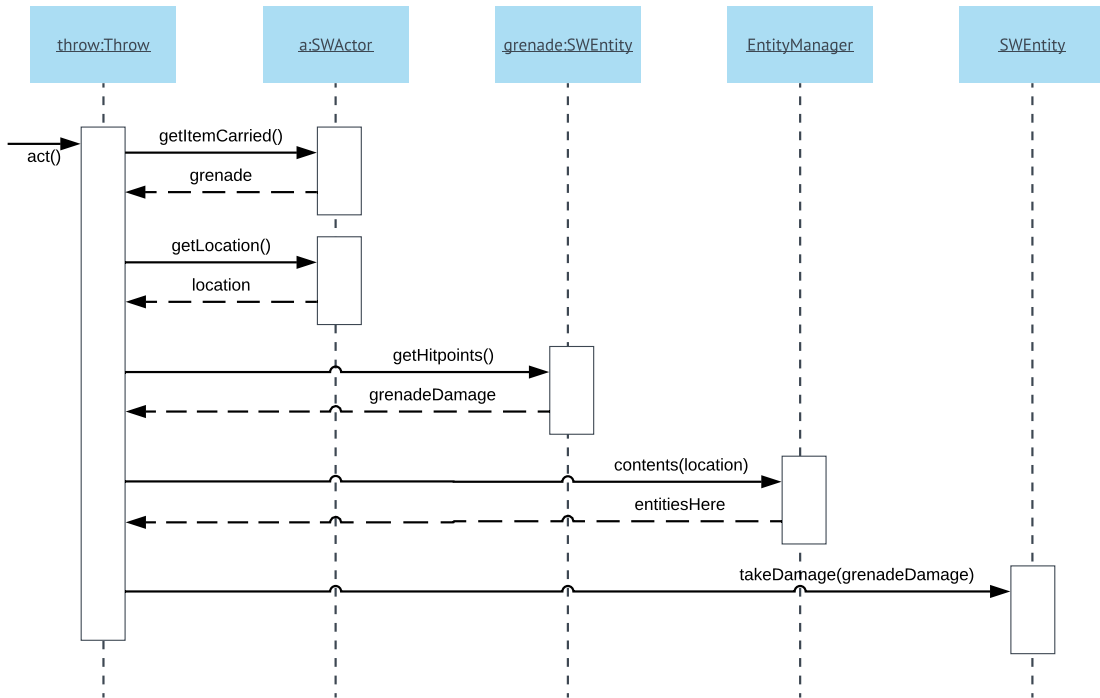 throw:Throw
a:SWActor
grenade:SWEntity
EntityManager
SWEntity
act()
getItemCarried()
grenade
getLocation()
location
getHitpoints()
grenadeDamage
contents(location)
entitiesHere
takeDamage(grenadeDamage)